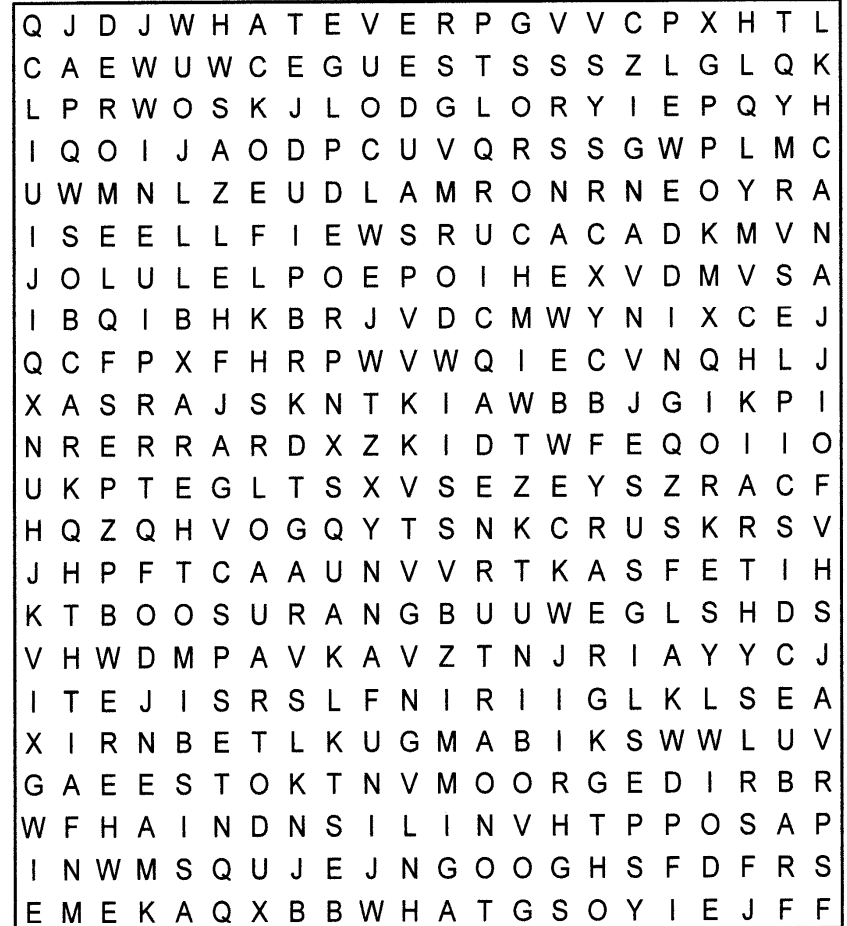 Q J D J W H A T E V E R P G V V C P X H T L
C A E W U W C E G U E S T S S S Z L G L Q K
L P R W O S K J L O D G L O R Y I E P Q Y H
I Q O I J A O D P C U V Q R S S G W P L M C
U W M N L Z E U D L A M R O N R N E O Y R A
I S E E L L F I E W S R U C A C A D K M V N
J O L U L E L P O E P O I H E X V D M V S A
I B Q I B H K B R J V D C M W Y N I X C E J
Q C F P X F H R P W V W Q I E C V N Q H L J
X A S R A J S K N T K I A W B B J G I K P I
N R E R R A R D X Z K I D T W F E Q O I I O
U K P T E G L T S X V S E Z E Y S Z R A C F
H Q Z Q H V O G Q Y T S N K C R U S K R S V
J H P F T C A A U N V V R T K A S F E T I H
K T B O O S U R A N G B U U W E G L S H D S
V H W D M P A V K A V Z T N J R I A Y Y C J
I T E J I S R S L F N I R I I G L K L S E A
X I R N B E T L K U G M A B I K S W W L U V
G A E E S T O K T N V M O O R G E D I R B R
W F H A I N D N S I L I N V H T P P O S A P
I N W M S Q U J E J N G O O G H S F D F R S
E M E K A Q X B B W H A T G S O Y I E J F F